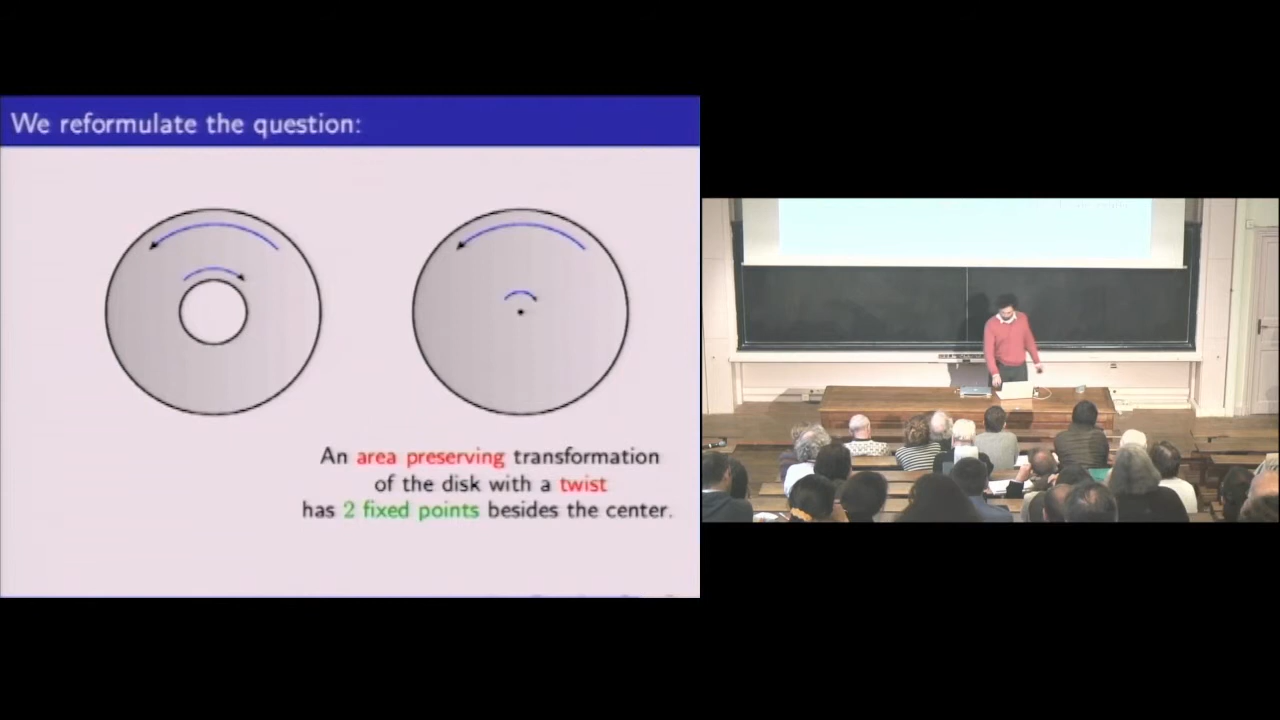 We reformulate the question:
An area preserving transformation
of the disk with a twist
has 2 fixed points besides the center.